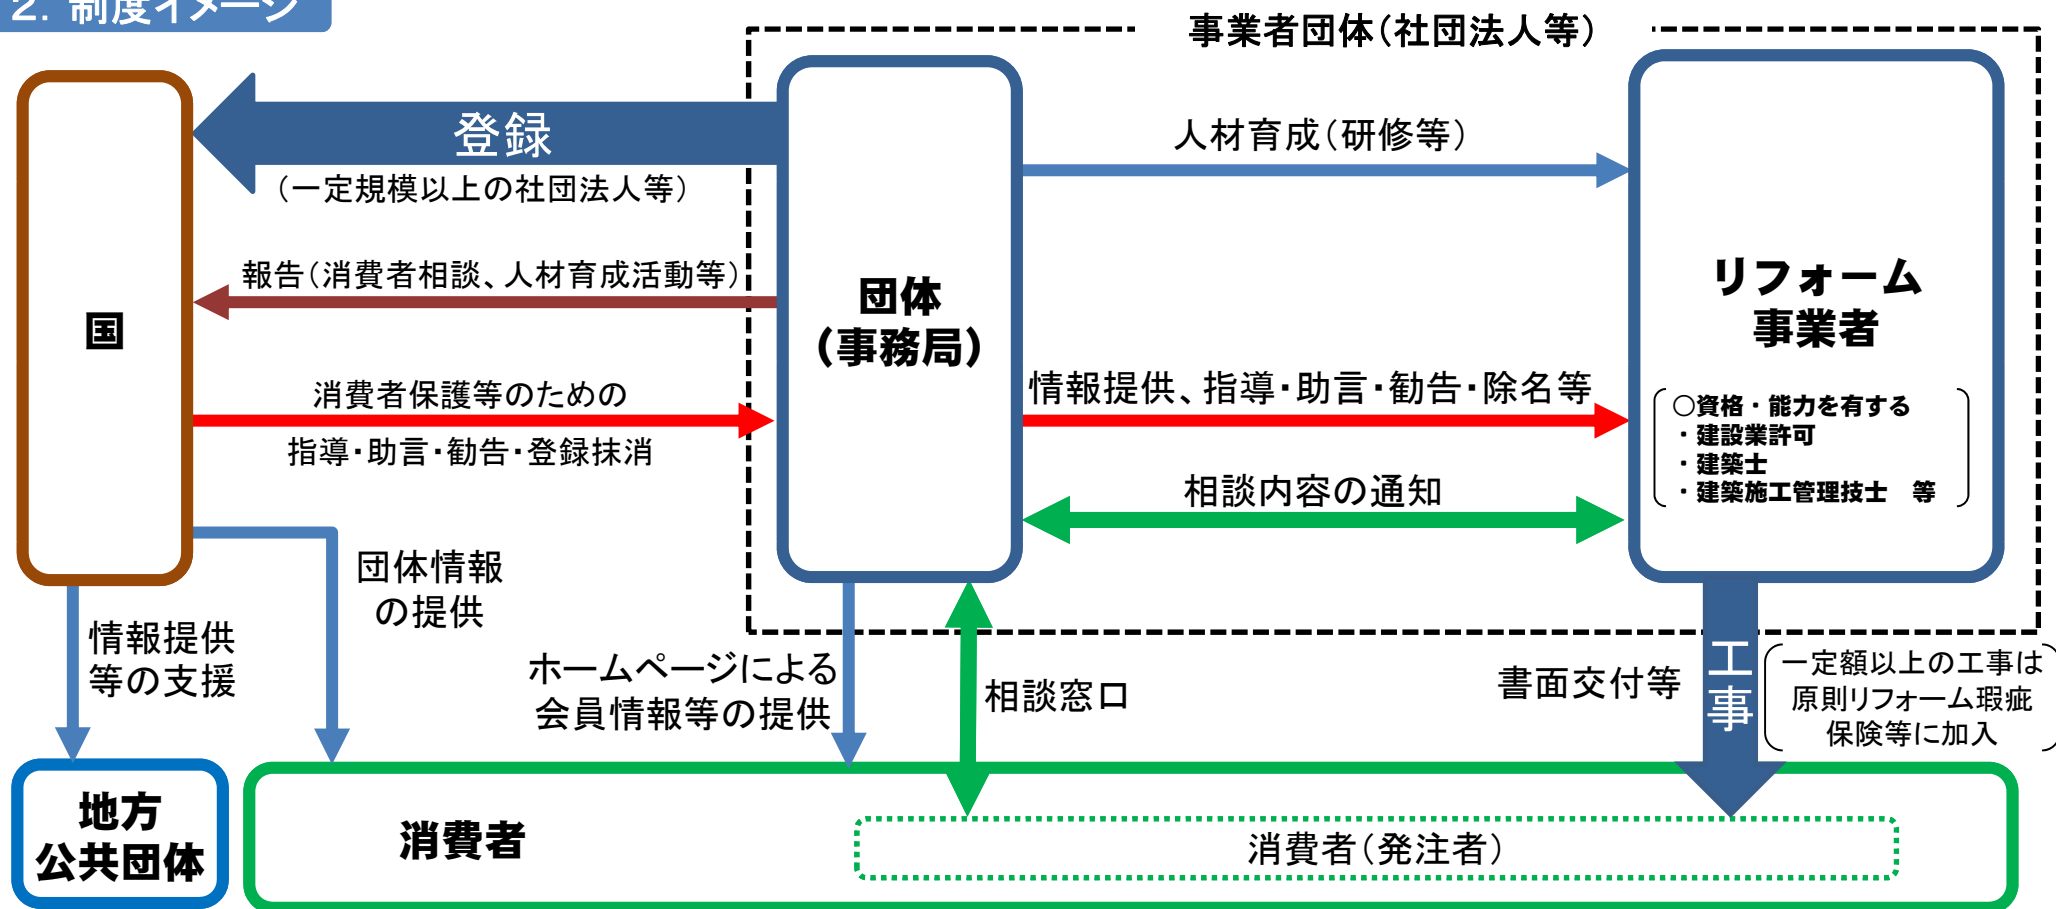 2．制度イメージ
事業者団体（社団法人等）
登録
（一定規模以上の社団法人等）
人材育成（研修等）
報告（消費者相談、人材育成活動等）
国
団体
（事務局）
リフォーム
事業者
消費者保護等のための
指導・助言・勧告・登録抹消
情報提供、指導・助言・勧告・除名等
○資格・能力を有する
・建設業許可
・建築士
・建築施工管理技士　等
相談内容の通知
団体情報
の提供
情報提供
等の支援
ホームページによる
会員情報等の提供
相談窓口
書面交付等
工事
一定額以上の工事は
原則リフォーム瑕疵
保険等に加入
地方
公共団体
消費者
消費者（発注者）